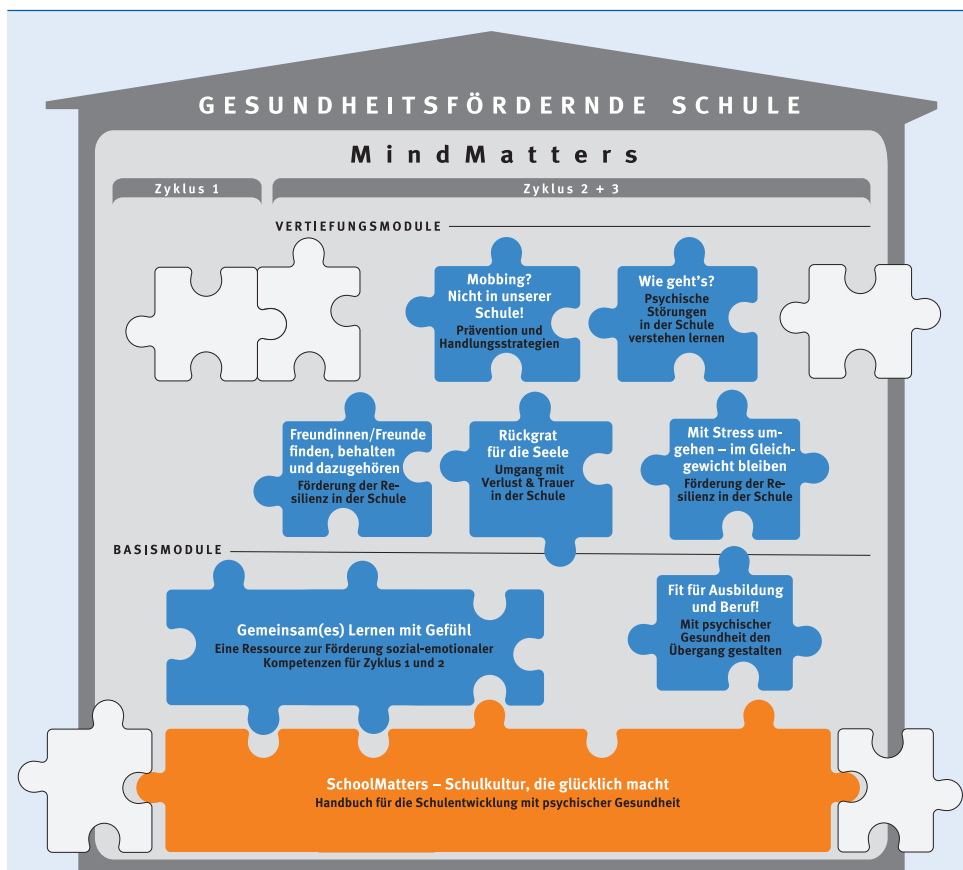 GESUNDHEITSFÖRDERNDE SCHULE
MindMatters
Zyklus 1
Zyklus 2 + 3
VERTIEFUNGSMODULE
Mobbing?
Nicht in unserer
Schule!
Prävention und
Handlungsstrategien
Wie geht's?
Psychische
Störungen
in der Schule
verstehen lernen
Freundinnen/Freunde
finden, behalten
und dazugehören
Förderung der Re-
silienz in der Schule
Rückgrat
für die Seele
Umgang mit
Verlust & Trauer
in der Schule
Mit Stress um-
gehen – im Gleich-
gewicht bleiben
Förderung der Re-
silienz in der Schule
BASISMODULE
Gemeinsam(es) Lernen mit Gefühl
Eine Ressource zur Förderung sozial-emotionaler
Kompetenzen für Zyklus 1 und 2
Fit für Ausbildung
und Beruf!
Mit psychischer
Gesundheit den
Übergang gestalten
SchoolMatters – Schulkultur, die glücklich macht
Handbuch für die Schulentwicklung mit psychischer Gesundheit